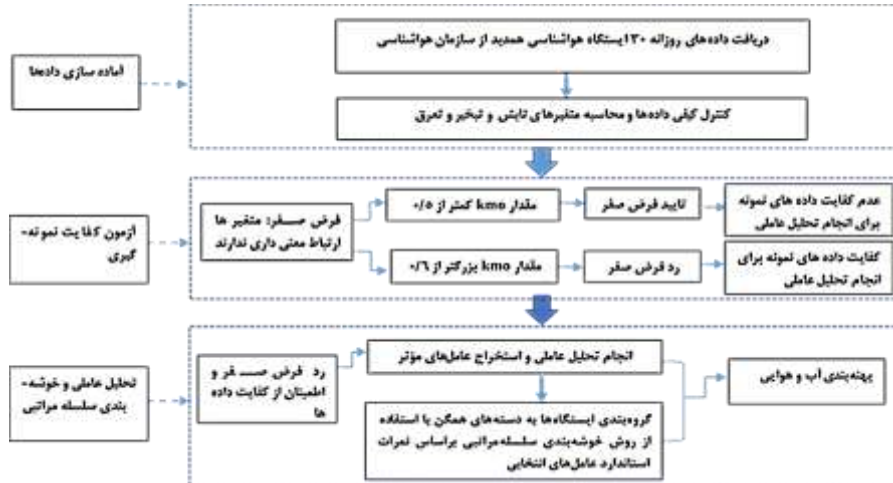 دریافت داده‌های روزانه ۱۳۰ ایستگاه هواشناسی همدید از سازمان هواشناسی
آماده سازی داده‌ها
کنترل کیفی داده‌ها و محاسبه متغیرهای تابش و تبخیر و تعرق
آزمون کفایت نمونه-
گیری
فرض صفر: متغیر ها
ارتباط معنی داری ندارند
مقدار kmo کمتر از ۰/۵
تایید فرض صفر
عدم کفایت داده های نمونه
برای انجام تحلیل عاملی
مقدار kmo بزرگتر از ۰/٦
رد فرض صفر
کفایت داده های نمونه برای
انجام تحلیل عاملی
تحلیل عاملی و خوشه-
بندی سلسله مراتبی
رد فرض صفر و
اطمینان از کفایت داده
ها
انجام تحلیل عاملی و استخراج عامل‌های مؤثر
گروه‌بندی ایستگاه‌ها به دسته‌های همگن با استفاده
از روش خوشه‌بندی سلسله‌مراتبی براساس نمرات
استاندارد عامل‌های انتخابی
پهنه‌بندی آب و هوایی